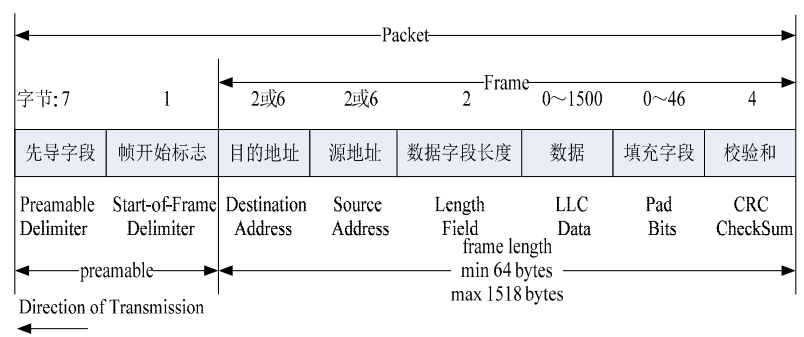 Packet
Frame
字节:7 1 2或6 2或6 2 0～1500 0～46 4
先导字段 帧开始标志 目的地址 源地址 数据字段长度 数据 填充字段 校验和
Preamable Start-of-Frame Destination Source Length LLC Pad CRC
Delimiter Delimiter Address Address Field Data Bits CheckSum
frame length
preamable min 64 bytes
max 1518 bytes
Direction of Transmission